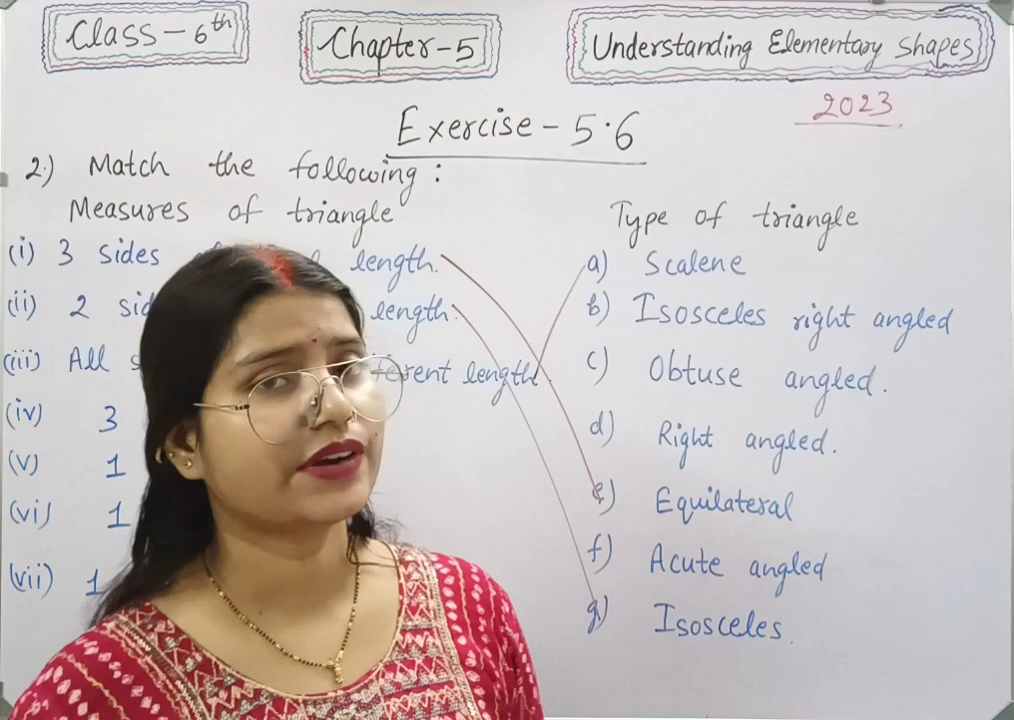 Class - 6th
Chapter-5
Understanding Elementary Shapes
2023
Exercise - 5.6
2.) Match the following :
Measures of triangle
Type of triangle
(i) 3 sides length.
a) Scalene
(ii) 2 length.
b) Isosceles right angled
(iii) All length.
c) Obtuse angled.
(iv) 3
d) Right angled.
(v) 1
e) Equilateral
(vi) 1
f) Acute angled
(vii) 1
g) Isosceles.